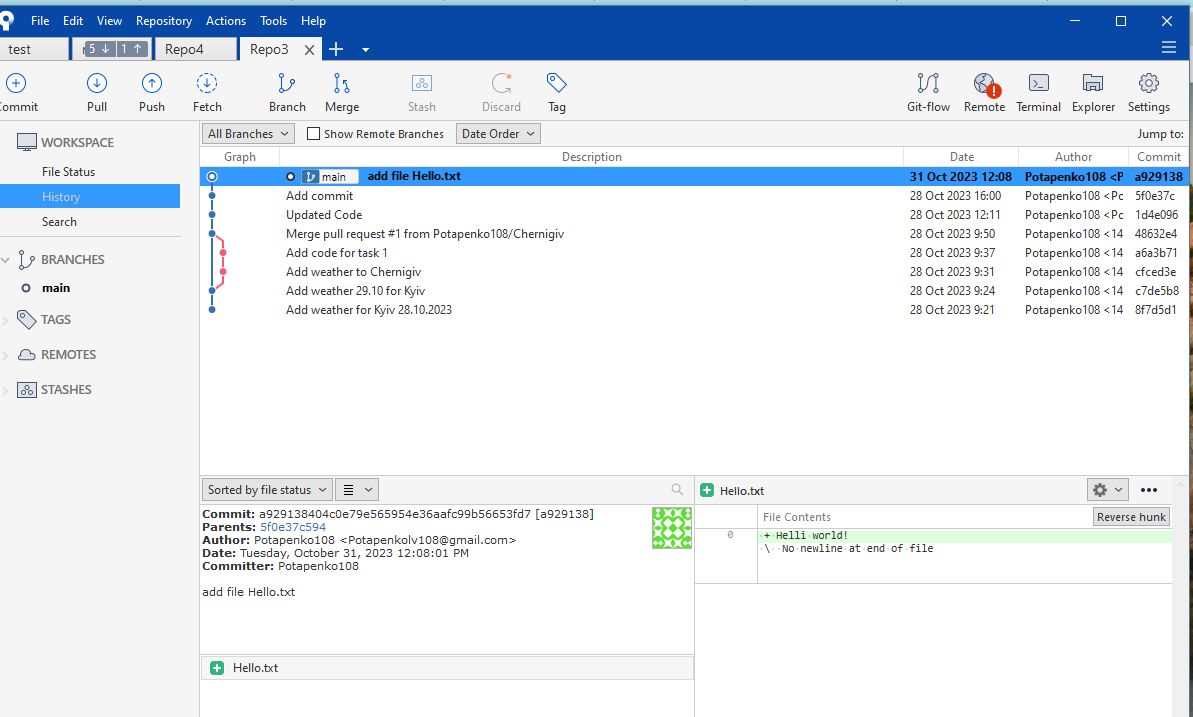 File Edit View Repository Actions Tools Help
test 5 ↓ 1 ↑ Repo4 Repo3
ommit Pull Push Fetch Branch Merge Stash Discard Tag Git-flow Remote Terminal Explorer Settings
WORKSPACE
File Status
History
Search
BRANCHES
main
TAGS
REMOTES
STASHES
All Branches Show Remote Branches Date Order Jump to:
Graph Description Date Author Commit
main add file Hello.txt 31 Oct 2023 12:08 Potapenko108 <P a929138
Add commit 28 Oct 2023 16:00 Potapenko108 <Pc 5f0e37c
Updated Code 28 Oct 2023 12:11 Potapenko108 <Pc 1d4e096
Merge pull request #1 from Potapenko108/Chernigiv 28 Oct 2023 9:50 Potapenko108 <14 48632e4
Add code for task 1 28 Oct 2023 9:37 Potapenko108 <14 a6a3b71
Add weather to Chernigiv 28 Oct 2023 9:31 Potapenko108 <14 cfced3e
Add weather 29.10 for Kyiv 28 Oct 2023 9:24 Potapenko108 <14 c7de5b8
Add weather for Kyiv 28.10.2023 28 Oct 2023 9:21 Potapenko108 <14 8f7d5d1
Sorted by file status
Commit: a929138404c0e79e565954e36aafc99b56653fd7 [a929138]
Parents: 5f0e37c594
Author: Potapenko108 <Potapenkolv108@gmail.com>
Date: Tuesday, October 31, 2023 12:08:01 PM
Committer: Potapenko108
add file Hello.txt
Hello.txt
Hello.txt
File Contents Reverse hunk
0 + Helli world!
\ No newline at end of file